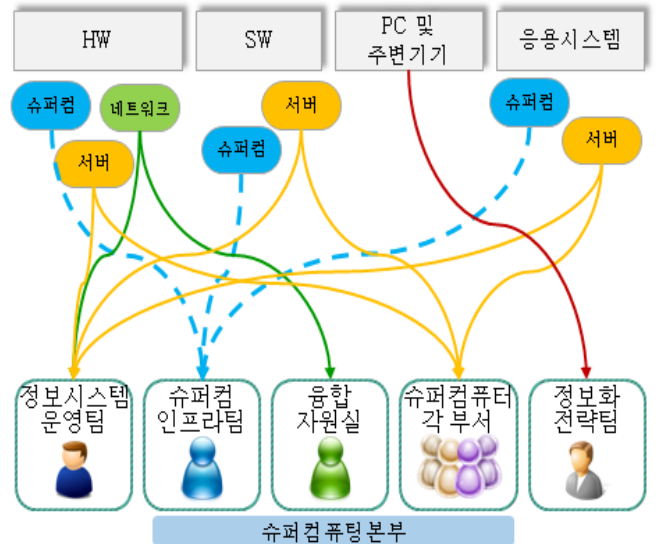 HW
SW
PC 및
주변기기
응용시스템
슈퍼컴
네트워크
서버
슈퍼컴
서버
슈퍼컴
서버
정보시스템
운영팀
슈퍼컴
인프라팀
융합
자원실
슈퍼컴퓨터
각 부서
정보화
전략팀
슈퍼컴퓨팅본부